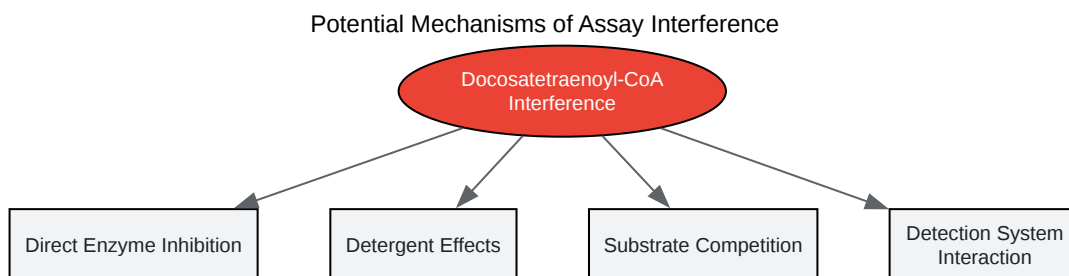 Potential Mechanisms of Assay Interference
Docosatetraenoyl-CoA
Interference
Direct Enzyme Inhibition
Detergent Effects
Substrate Competition
Detection System
Interaction